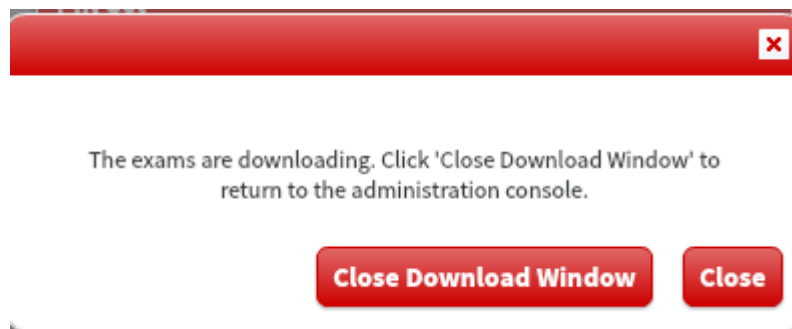 The exams are downloading. Click 'Close Download Window' to
return to the administration console.
Close Download Window
Close